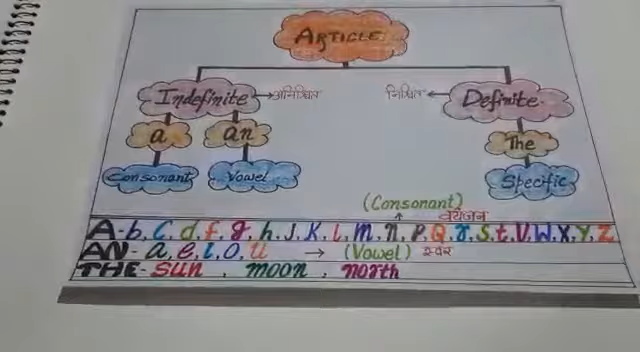 ARTICLE
Indefinite → अनिश्चित निश्चित ← Definite
a an The
Consonant Vowel Specific
(Consonant)
व्यंजन
A-b, C, d, f, g, h, J, K, l, m, n, P, Q, r, S, t, V, W, X, Y, Z
AN- a, e, i, o, u → (Vowel) स्वर
THE- Sun , moon , north